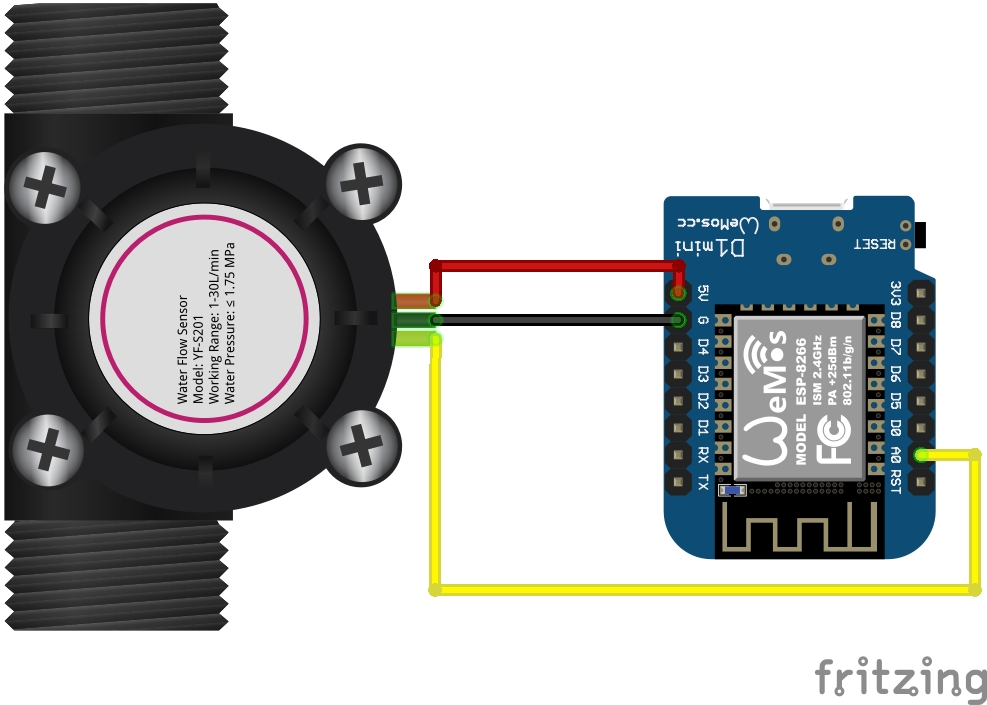 Water Flow Sensor
Model: YF-S201
Working Range: 1-30L/min
Water Pressure: ≤ 1.75 MPa
WeMos.cc
D1mini
RESET
5V
G
D4
D3
D2
D1
RX
TX
3V3
D8
D7
D6
D5
D0
A0
RST
WeMos
MODEL ESP-8266
ISM 2.4GHz
PA +25dBm
802.11b/g/n
FC
fritzing